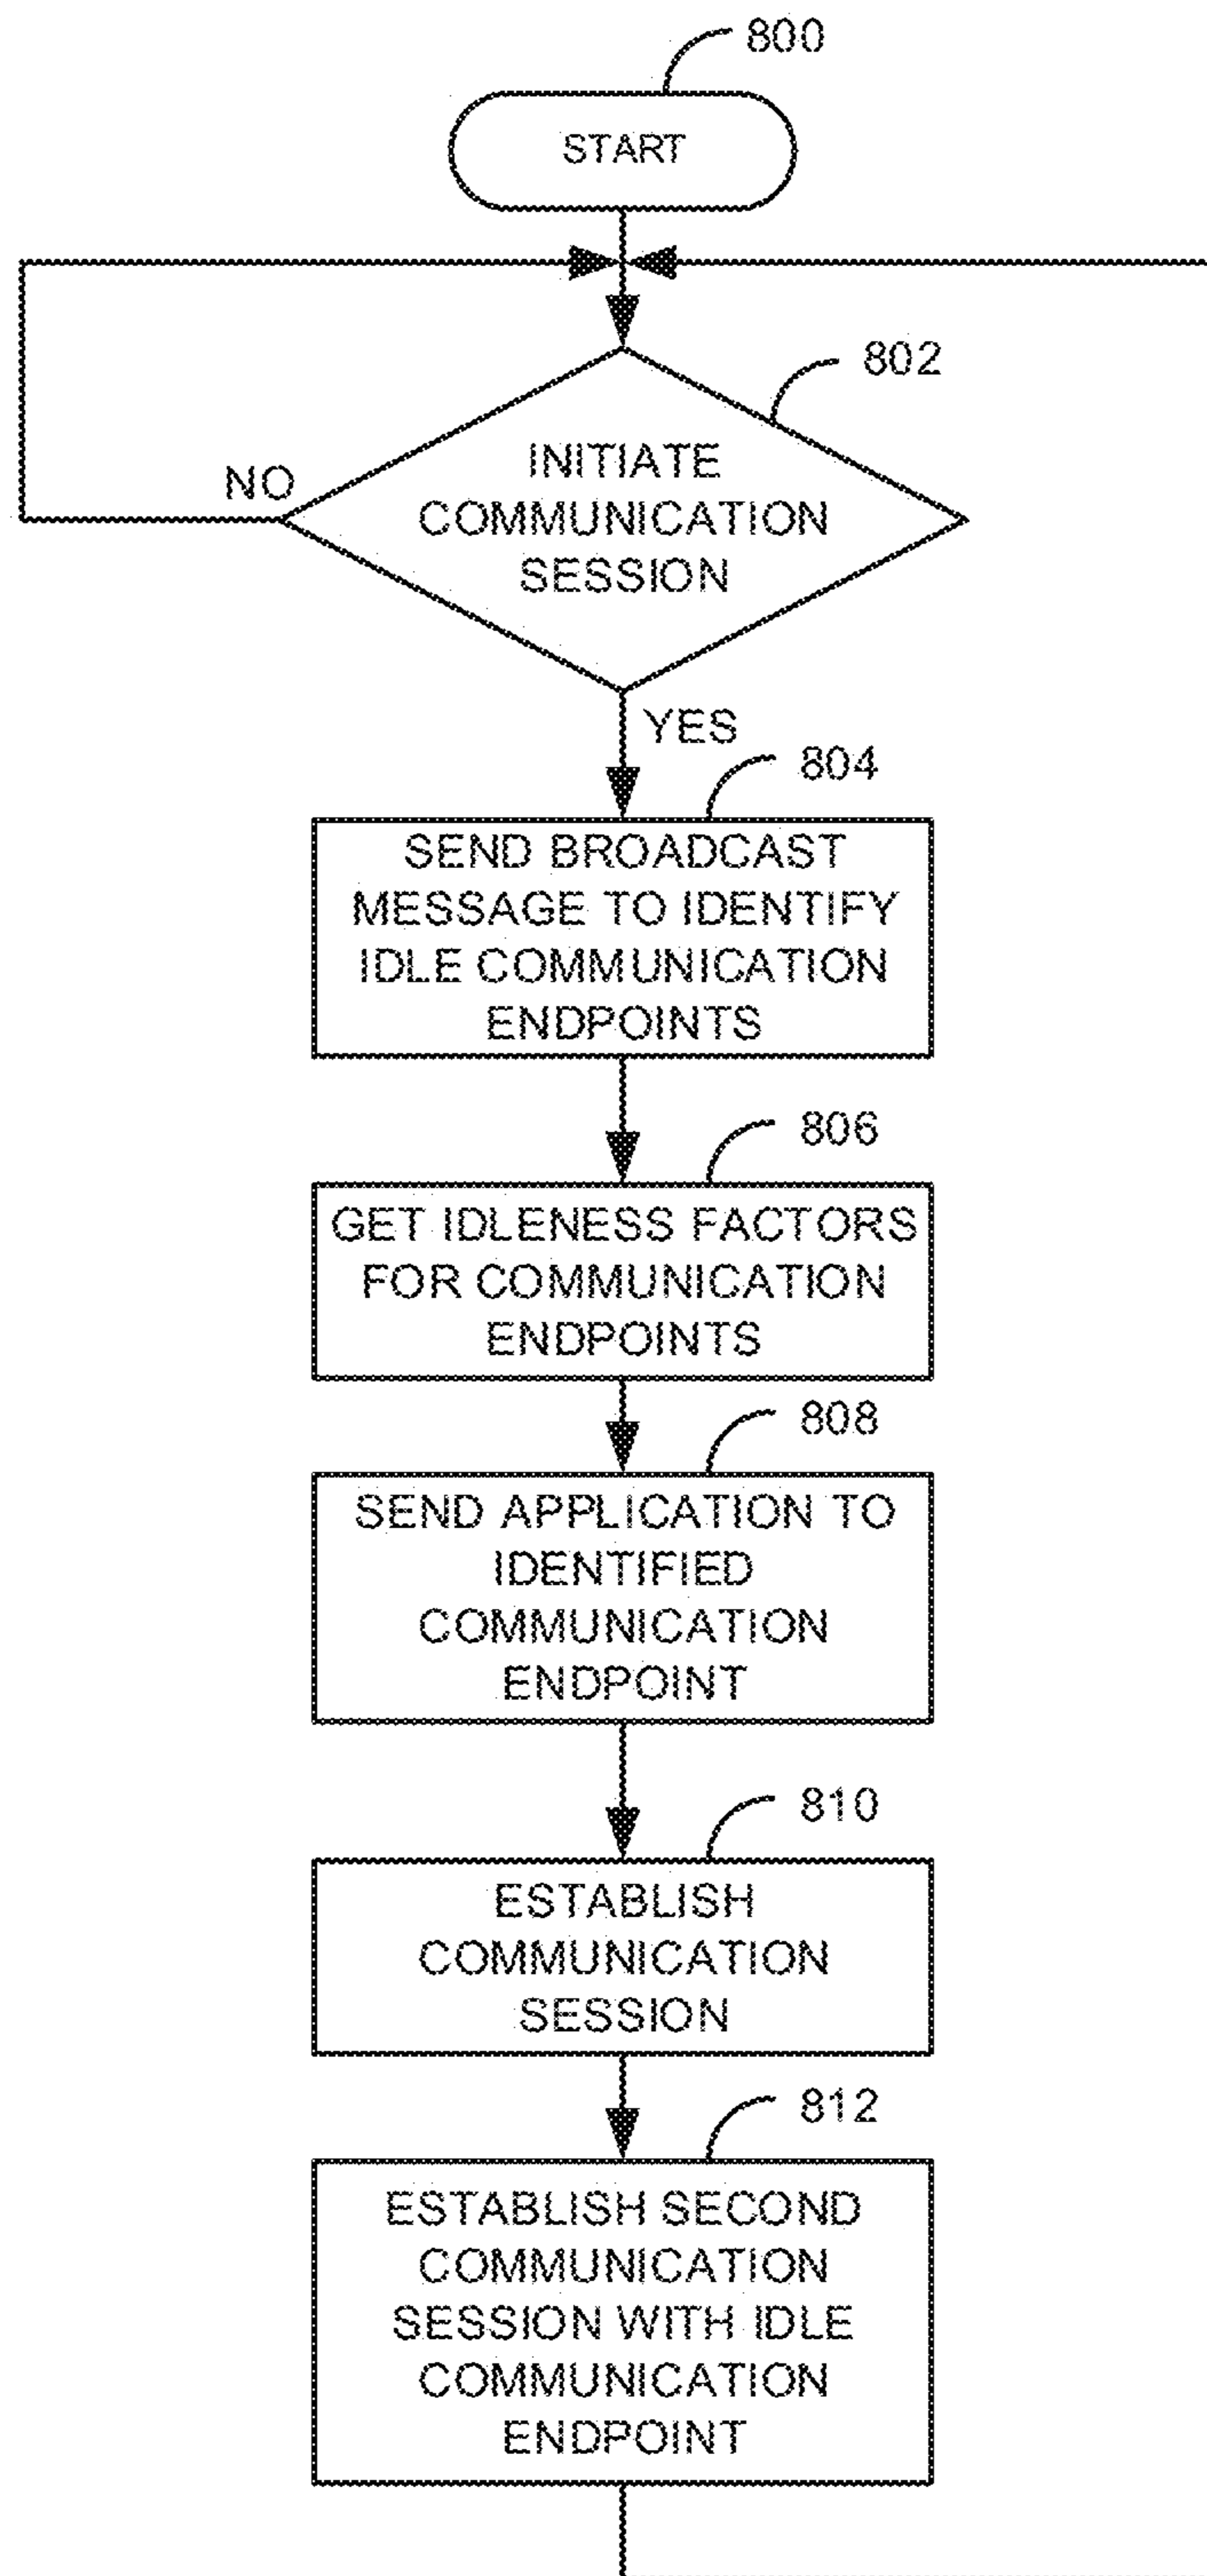 800
START
802
INITIATE
COMMUNICATION
SESSION
NO
YES
804
SEND BROADCAST
MESSAGE TO IDENTIFY
IDLE COMMUNICATION
ENDPOINTS
806
GET IDLENESS FACTORS
FOR COMMUNICATION
ENDPOINTS
808
SEND APPLICATION TO
IDENTIFIED
COMMUNICATION
ENDPOINT
810
ESTABLISH
COMMUNICATION
SESSION
812
ESTABLISH SECOND
COMMUNICATION
SESSION WITH IDLE
COMMUNICATION
ENDPOINT